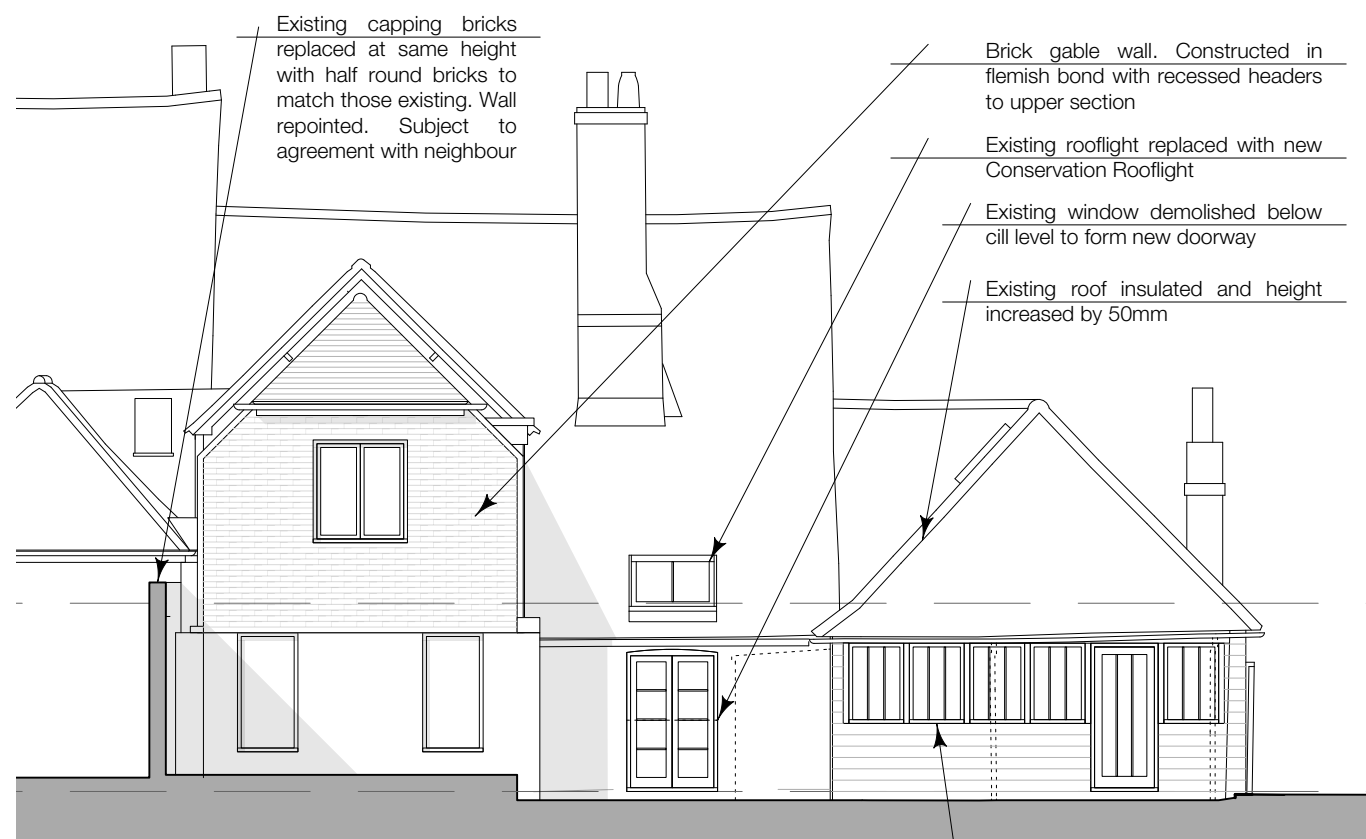 Existing capping bricks
replaced at same height
with half round bricks to
match those existing. Wall
repointed. Subject to
agreement with neighbour
Brick gable wall. Constructed in
flemish bond with recessed headers
to upper section
Existing rooflight replaced with new
Conservation Rooflight
Existing window demolished below
cill level to form new doorway
Existing roof insulated and height
increased by 50mm